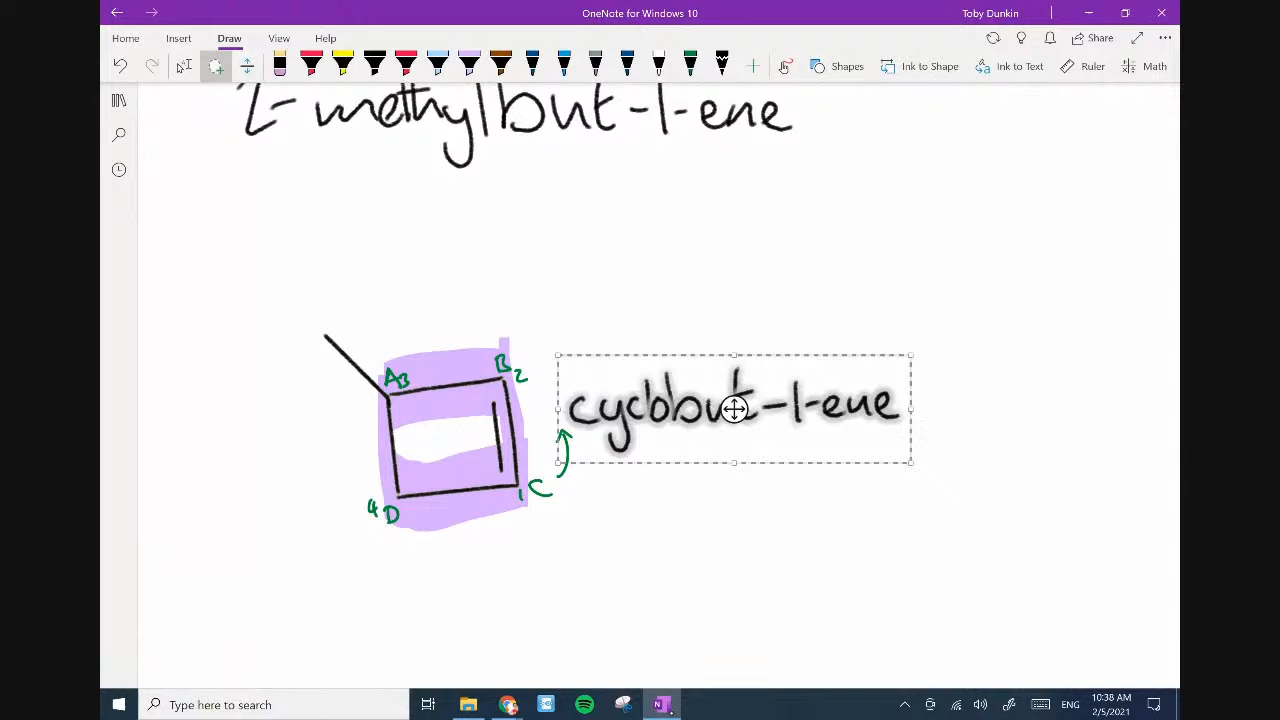 OneNote for Windows 10
Toby Dunkin
Home Insert Draw View Help
Share
Shapes Ink to Shape Ink to Text Ruler Math
2-methylbut-1-ene
A3 B2
cyclobut-1-ene
4D 1C
Type here to search
ENG
10:38 AM
2/5/2021